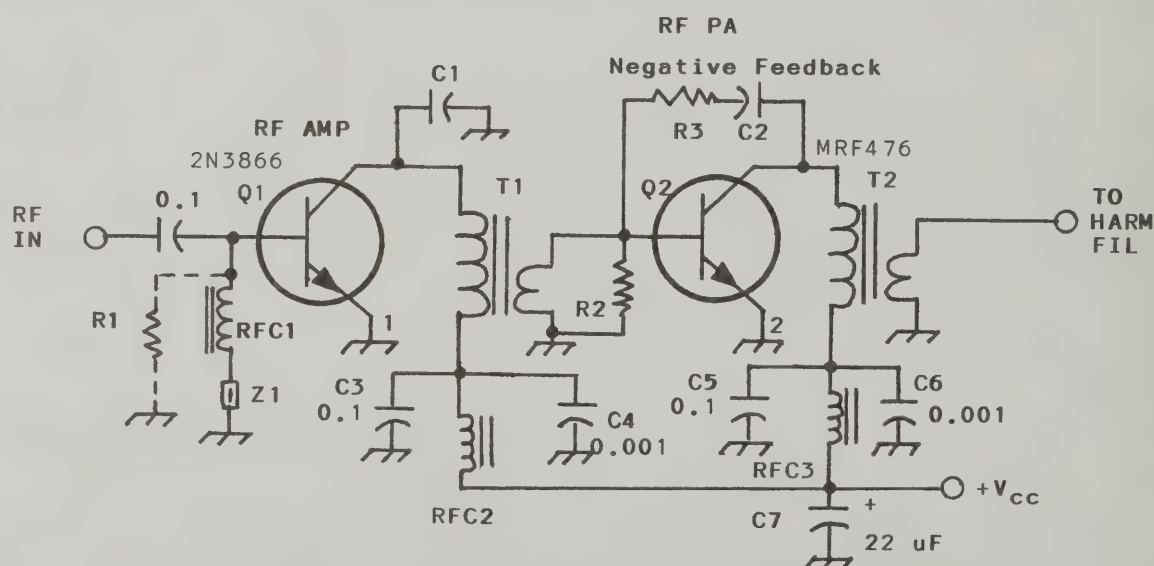 RF PA
Negative Feedback
C1
R3
C2
RF AMP
2N3866
Q1
T1
Q2
MRF476
T2
0.1
RF
IN
TO
HARM
FIL
R1
RFC1
1
R2
2
Z1
C3
0.1
C4
0.001
C5
0.1
C6
0.001
RFC2
RFC3
+Vcc
C7
+
22 uF